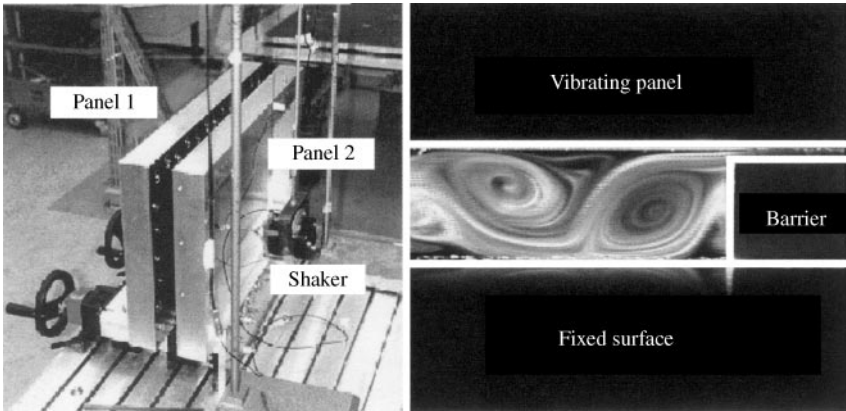 Panel 1
Panel 2
Shaker
Vibrating panel
Barrier
Fixed surface